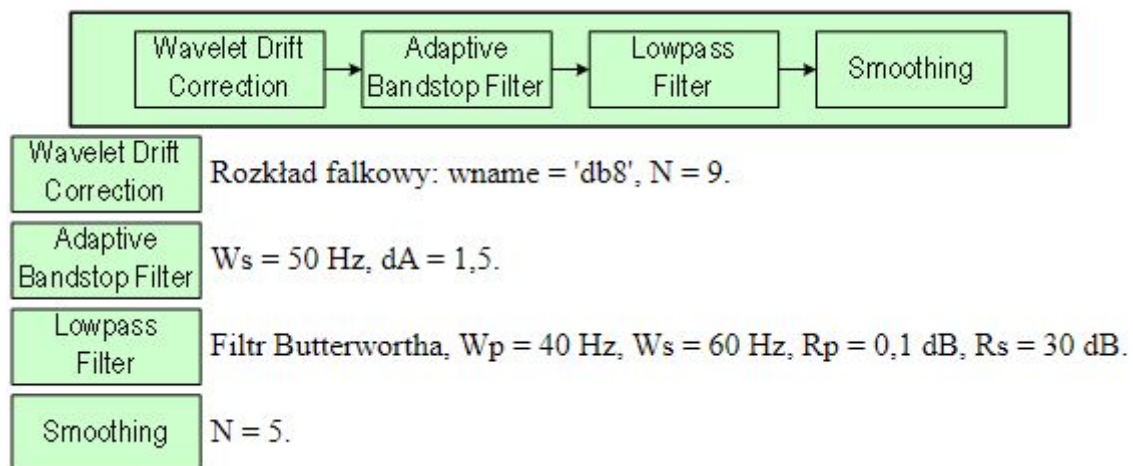 Wavelet Drift
Correction
Adaptive
Bandstop Filter
Lowpass
Filter
Smoothing
Wavelet Drift
Correction
Rozkład falkowy: wname = 'db8', N = 9.
Adaptive
Bandstop Filter
Ws = 50 Hz, dA = 1,5.
Lowpass
Filter
Filtr Butterwortha, Wp = 40 Hz, Ws = 60 Hz, Rp = 0,1 dB, Rs = 30 dB.
Smoothing
N = 5.